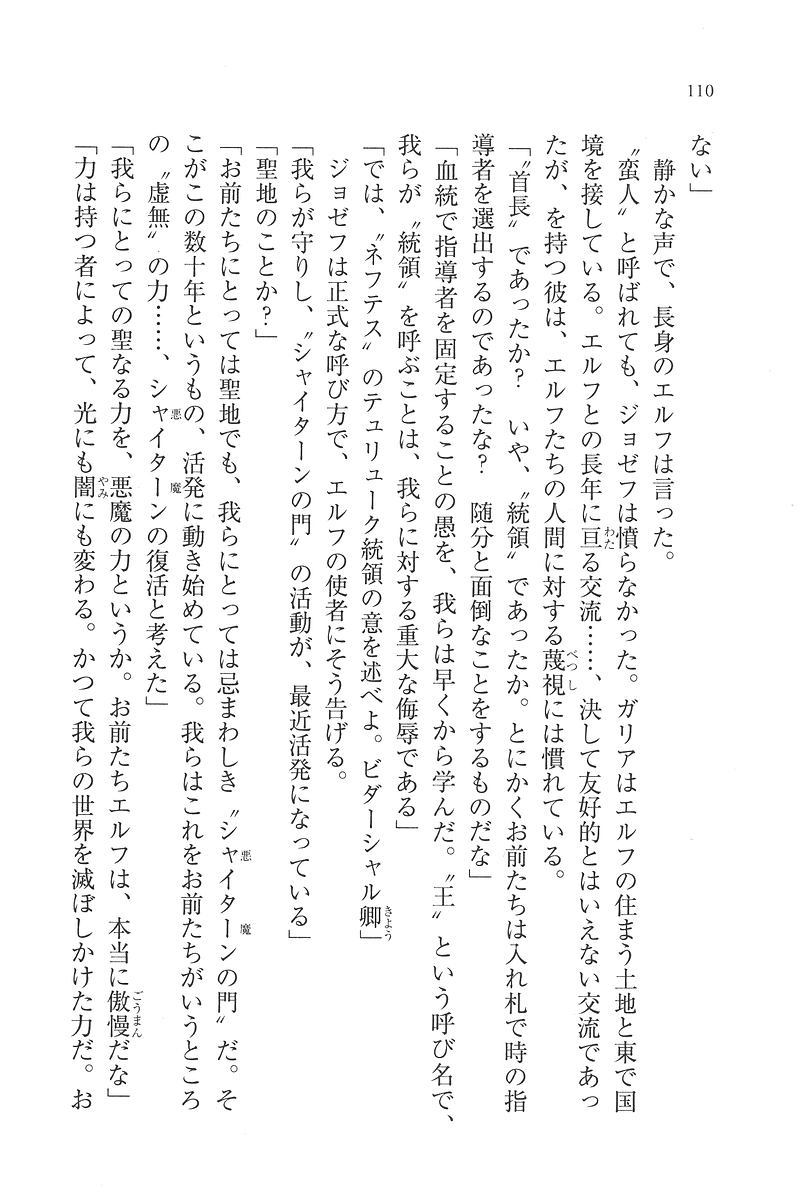 110
ない」
　静かな声で、長身のエルフは言った。
　〝蛮人〟と呼ばれても、ジョゼフは憤らなかった。ガリアはエルフの住まう土地と東で国
境を接している。エルフとの長年に亘る交流……、決して友好的とはいえない交流であっ
たが、を持つ彼は、エルフたちの人間に対する蔑視には慣れている。
「〝首長〟であったか？　いや、〝統領〟であったか。とにかくお前たちは入れ札で時の指
導者を選出するのであったな？　随分と面倒なことをするものだな」
「血統で指導者を固定することの愚を、我らは早くから学んだ。〝王〟という呼び名で、
我らが〝統領〟を呼ぶことは、我らに対する重大な侮辱である」
「では、〝ネフテス〟のテュリューク統領の意を述べよ。ビダーシャル卿」
　ジョゼフは正式な呼び方で、エルフの使者にそう告げる。
「我らが守りし、〝シャイターンの門〟の活動が、最近活発になっている」
「聖地のことか？」
「お前たちにとっては聖地でも、我らにとっては忌まわしき〝シャイターンの門〟だ。そ
こがこの数十年というもの、活発に動き始めている。我らはこれをお前たちがいうところ
の〝虚無〟の力……、シャイターンの復活と考えた」
「我らにとっての聖なる力を、悪魔の力というか。お前たちエルフは、本当に傲慢だな」
「力は持つ者によって、光にも闇にも変わる。かつて我らの世界を滅ぼしかけた力だ。お